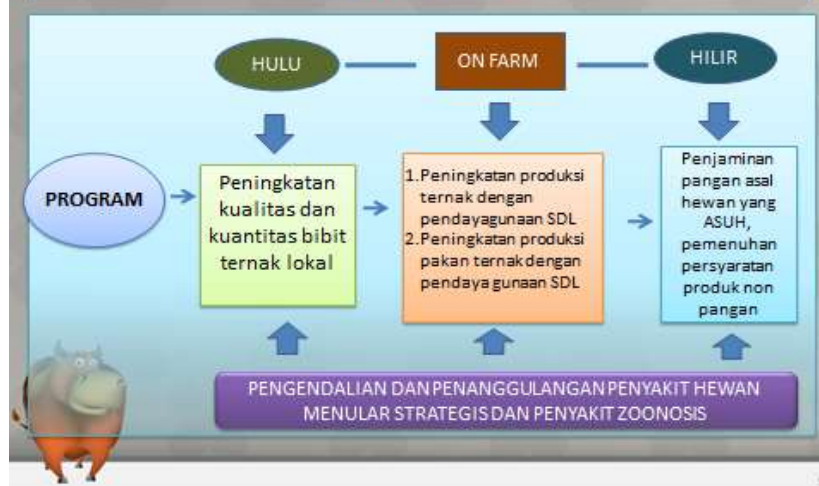 HULU
ON FARM
HILIR
PROGRAM
Peningkatan
kualitas dan
kuantitas bibit
ternak lokal
1.Peningkatan produksi
ternak dengan
pendayagunaan SDL
2.Peningkatan produksi
pakan ternak dengan
pendaya gunaan SDL
Penjaminan
pangan asal
hewan yang
ASUH,
pemenuhan
persyaratan
produk non
pangan
PENGENDALIAN DAN PENANGGULANGAN PENYAKIT HEWAN
MENULAR STRATEGIS DAN PENYAKIT ZOONOSIS